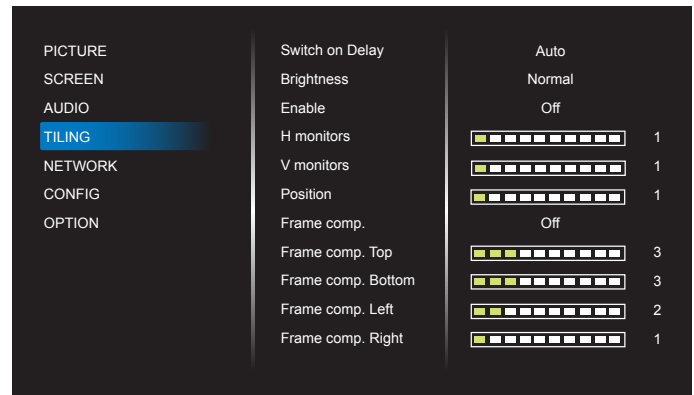 PICTURE
SCREEN
AUDIO
TILING
NETWORK
CONFIG
OPTION
Switch on Delay Auto
Brightness Normal
Enable Off
H monitors 1
V monitors 1
Position 1
Frame comp. Off
Frame comp. Top 3
Frame comp. Bottom 3
Frame comp. Left 2
Frame comp. Right 1